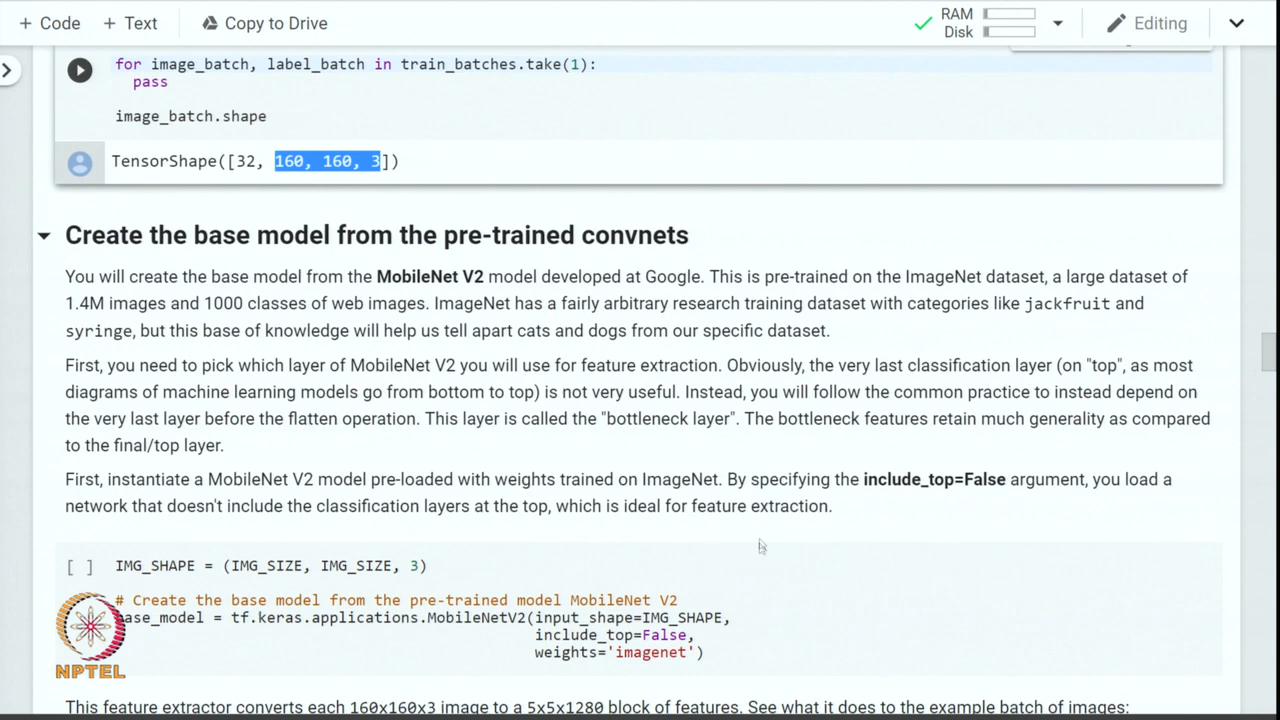 + Code + Text Copy to Drive RAM Disk Editing
for image_batch, label_batch in train_batches.take(1):
pass
image_batch.shape
TensorShape([32, 160, 160, 3])
Create the base model from the pre-trained convnets
You will create the base model from the MobileNet V2 model developed at Google. This is pre-trained on the ImageNet dataset, a large dataset of
1.4M images and 1000 classes of web images. ImageNet has a fairly arbitrary research training dataset with categories like jackfruit and
syringe, but this base of knowledge will help us tell apart cats and dogs from our specific dataset.
First, you need to pick which layer of MobileNet V2 you will use for feature extraction. Obviously, the very last classification layer (on "top", as most
diagrams of machine learning models go from bottom to top) is not very useful. Instead, you will follow the common practice to instead depend on
the very last layer before the flatten operation. This layer is called the "bottleneck layer". The bottleneck features retain much generality as compared
to the final/top layer.
First, instantiate a MobileNet V2 model pre-loaded with weights trained on ImageNet. By specifying the include_top=False argument, you load a
network that doesn't include the classification layers at the top, which is ideal for feature extraction.
[ ] IMG_SHAPE = (IMG_SIZE, IMG_SIZE, 3)
# Create the base model from the pre-trained model MobileNet V2
base_model = tf.keras.applications.MobileNetV2(input_shape=IMG_SHAPE,
include_top=False,
weights='imagenet')
NPTEL
This feature extractor converts each 160x160x3 image to a 5x5x1280 block of features. See what it does to the example batch of images: